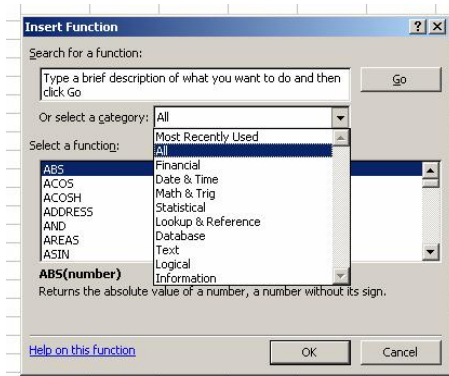 Insert Function
Search for a function:
Type a brief description of what you want to do and then
click Go
Go
Or select a category: All
Most Recently Used
All
Financial
Date & Time
Math & Trig
Statistical
Lookup & Reference
Database
Text
Logical
Information
Select a function:
ABS
ACOS
ACOSH
ADDRESS
AND
AREAS
ASIN
ABS(number)
Returns the absolute value of a number, a number without its sign.
Help on this function
OK
Cancel